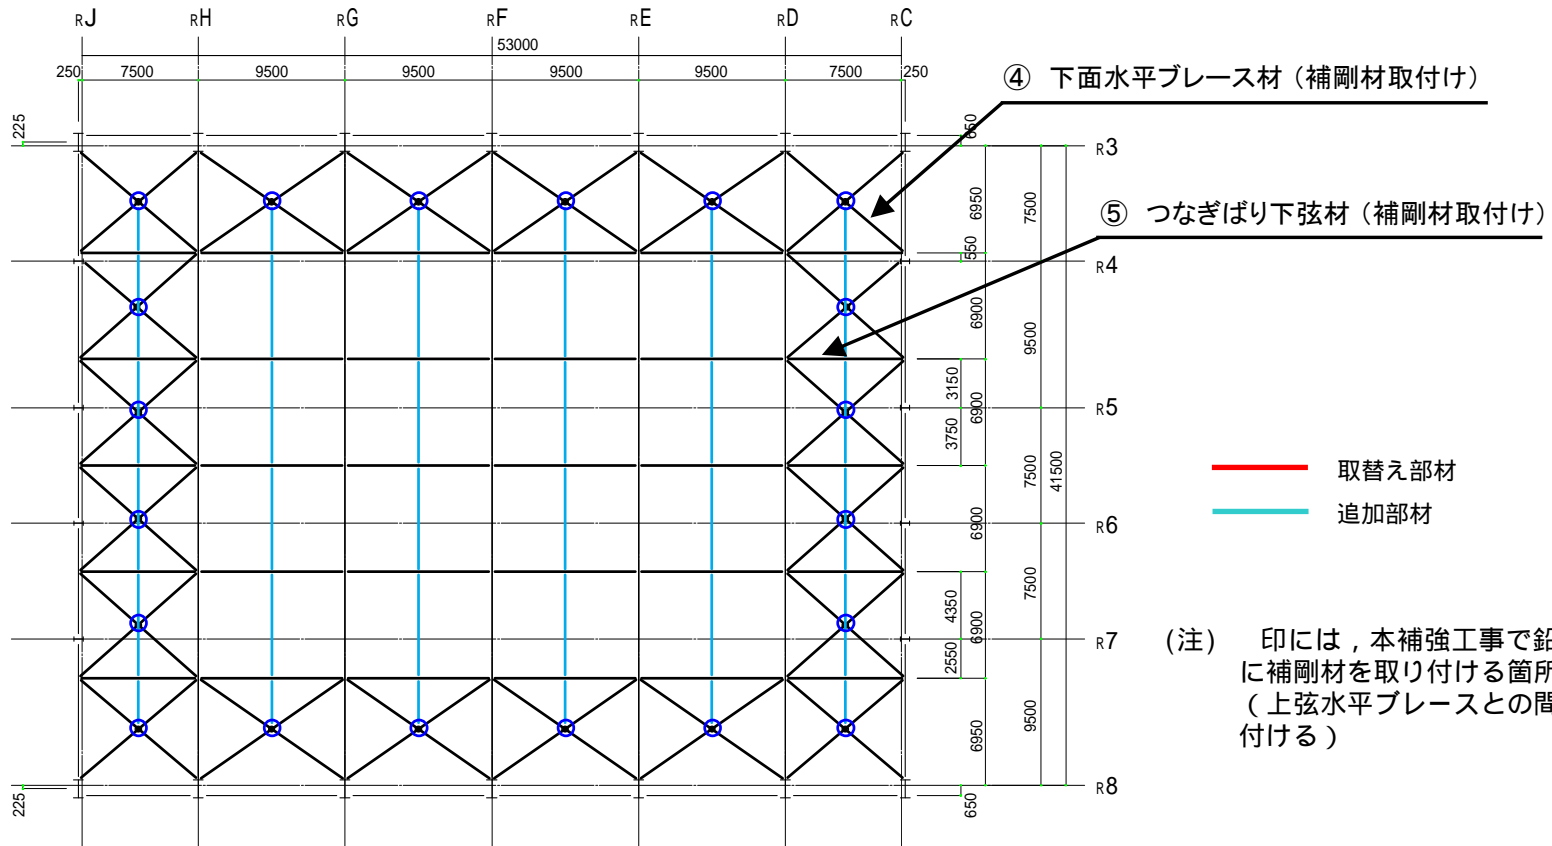 RJ RH RG RF RE RD RC
53000
250 7500 9500 9500 9500 9500 7500 250
④ 下面水平ブレース材（補剛材取付け）
225
650
R3
6950
7500
⑤ つなぎばり下弦材（補剛材取付け）
550
R4
6900
9500
3150
6900
R5
3750
7500
41500
取替え部材
追加部材
6900
R6
7500
4350
6900
R7
2550
(注) 印には，本補強工事で鉛
に補剛材を取り付ける箇所
（上弦水平ブレースとの間
付ける）
6950
9500
R8
225
650